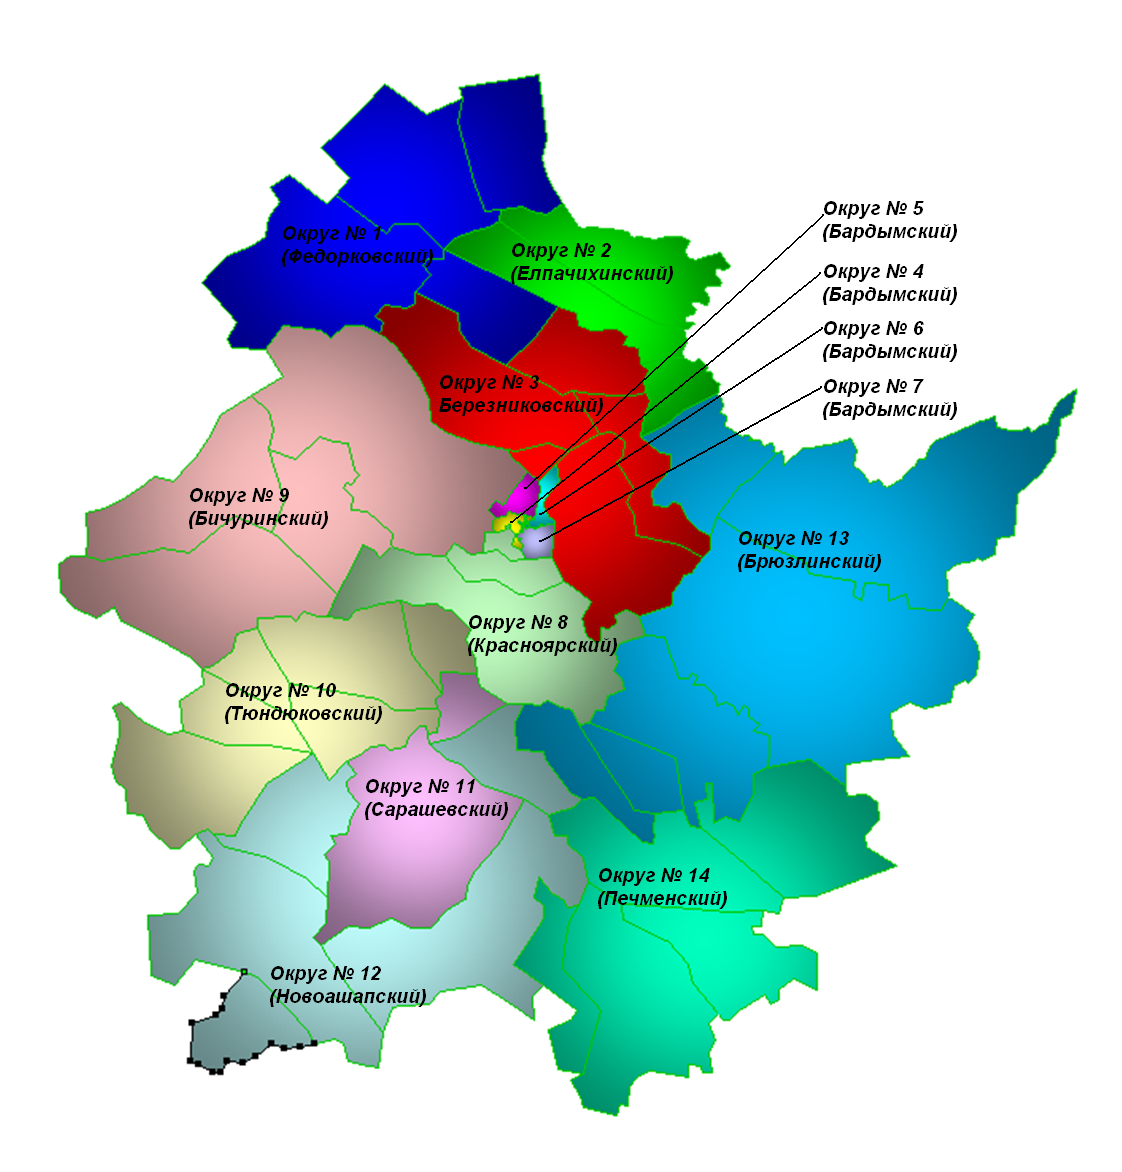 Округ № 1
(Федорковский)
Округ № 2
(Елпачихинский)
Округ № 5
(Бардымский)
Округ № 4
(Бардымский)
Округ № 6
(Бардымский)
Округ № 7
(Бардымский)
Округ № 3
Березниковский)
Округ № 9
(Бичуринский)
Округ № 13
(Брюзлинский)
Округ № 8
(Красноярский)
Округ № 10
(Тюндюковский)
Округ № 11
(Сарашевский)
Округ № 14
(Печменский)
Округ № 12
(Новоашапский)